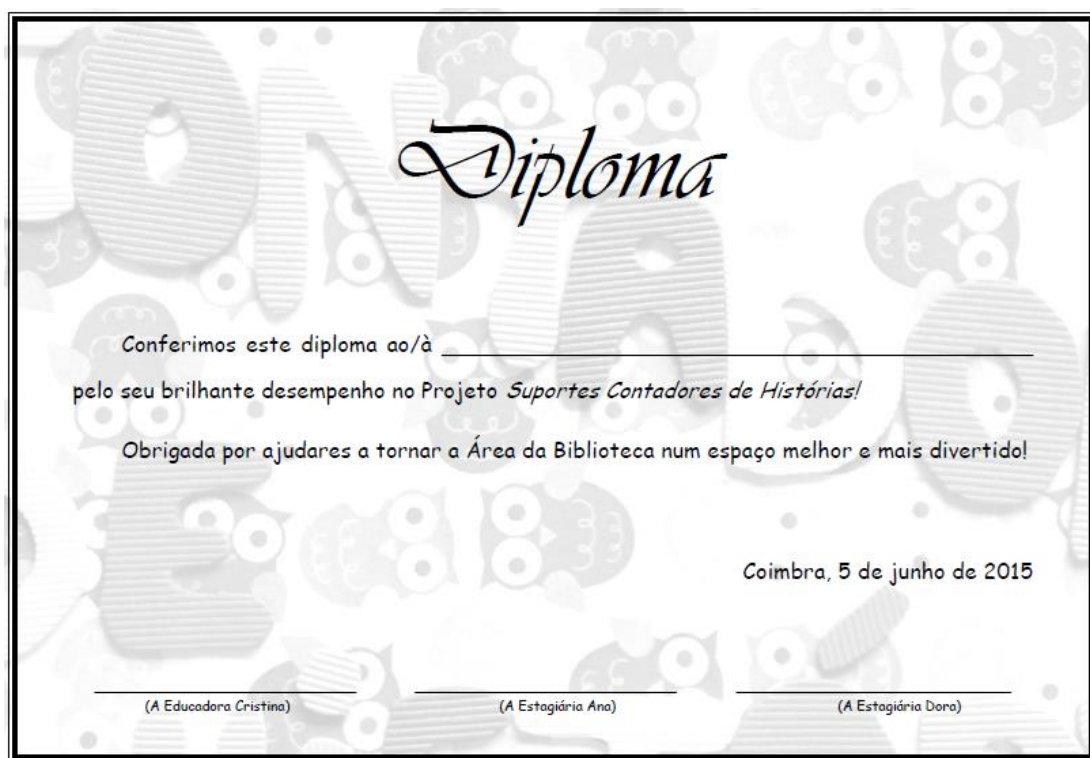 Diploma
Conferimos este diploma ao/à
pelo seu brilhante desempenho no Projeto Suportes Contadores de Histórias!
Obrigada por ajudares a tornar a Área da Biblioteca num espaço melhor e mais divertido!
Coimbra, 5 de junho de 2015
(A Educadora Cristina) (A Estagiária Ana) (A Estagiária Dora)